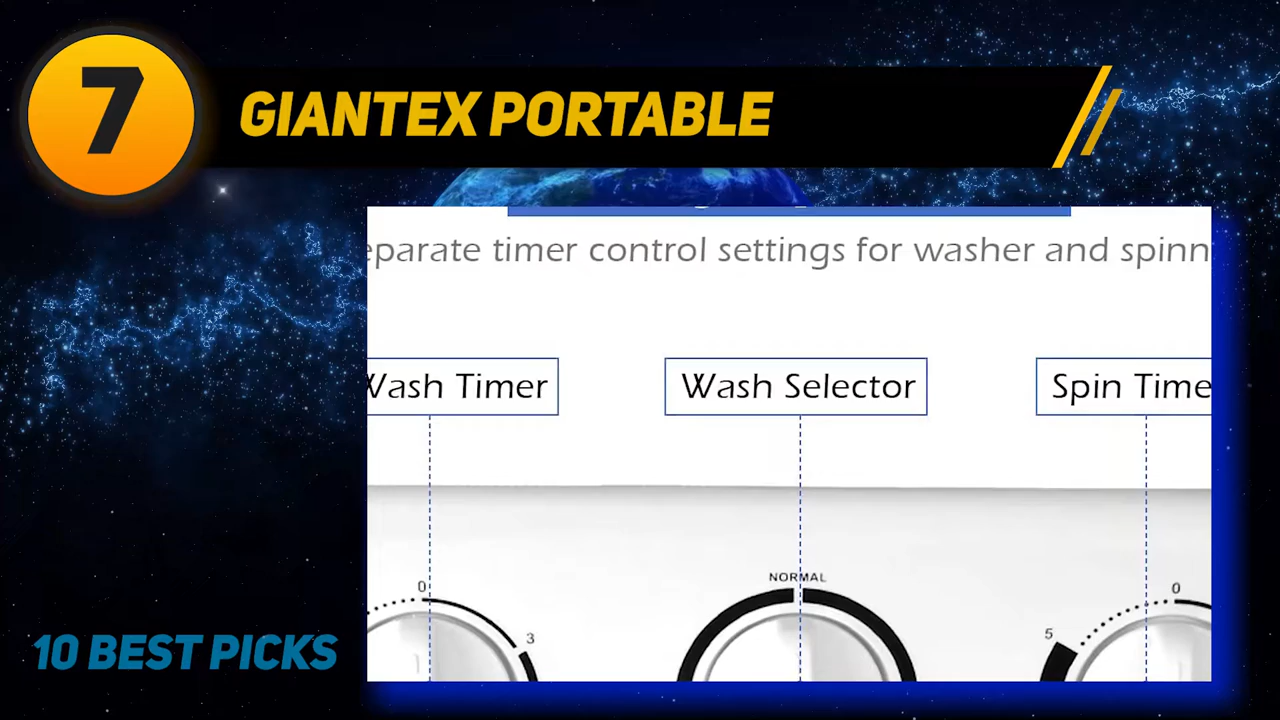 7
GIANTEX PORTABLE
eparate timer control settings for washer and spinn
Wash Timer
Wash Selector
Spin Time
NORMAL
0
0
3
5
10 BEST PICKS